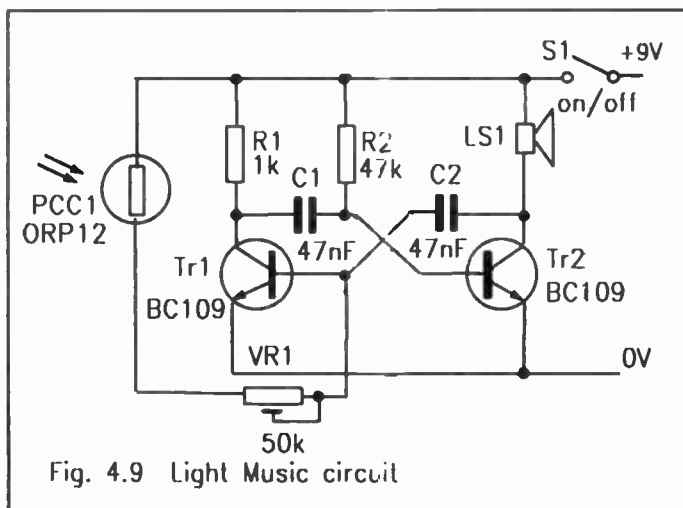 S1
+9V
on/off
R1
1k
R2
47k
LS1
C1
C2
PCC1
ORP12
47nF
47nF
Tr1
BC109
Tr2
BC109
VR1
0V
50k
Fig. 4.9 Light Music circuit